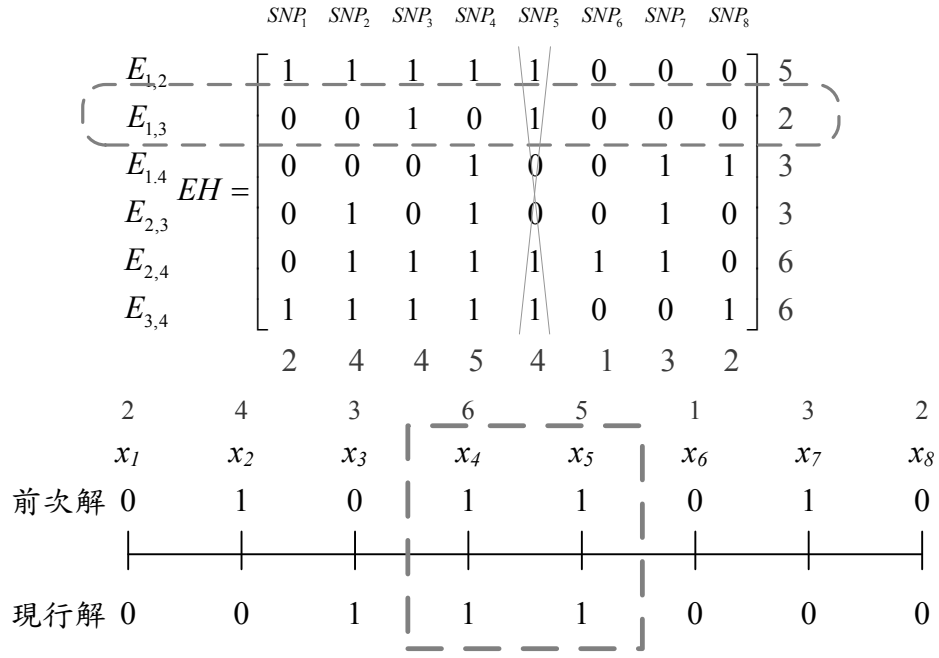 SNP₁ SNP₂ SNP₃ SNP₄ SNP₅ SNP₆ SNP₇ SNP₈
E₁,₂ 1 1 1 1 1 0 0 0 5
E₁,₃ 0 0 1 0 1 0 0 0 2
E₁.₄ 0 0 0 1 0 0 1 1 3
EH =
E₂,₃ 0 1 0 1 0 0 1 0 3
E₂,₄ 0 1 1 1 1 1 1 0 6
E₃,₄ 1 1 1 1 1 0 0 1 6
2 4 4 5 4 1 3 2
2 4 3 6 5 1 3 2
x₁ x₂ x₃ x₄ x₅ x₆ x₇ x₈
前次解 0 1 0 1 1 0 1 0
現行解 0 0 1 1 1 0 0 0